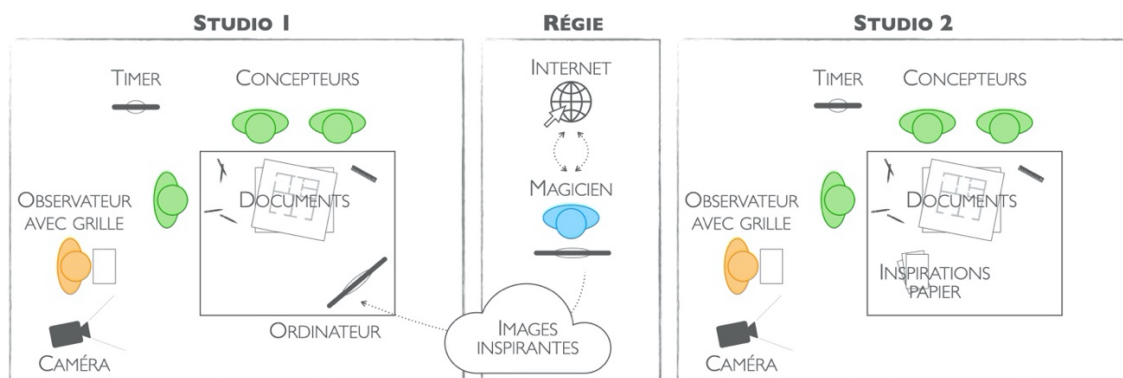 STUDIO 1
RÉGIE
STUDIO 2
TIMER
CONCEPTEURS
DOCUMENTS
OBSERVATEUR
AVEC GRILLE
ORDINATEUR
CAMÉRA
INTERNET
MAGICIEN
IMAGES
INSPIRANTES
TIMER
CONCEPTEURS
DOCUMENTS
OBSERVATEUR
AVEC GRILLE
INSPIRATIONS
PAPIER
CAMÉRA